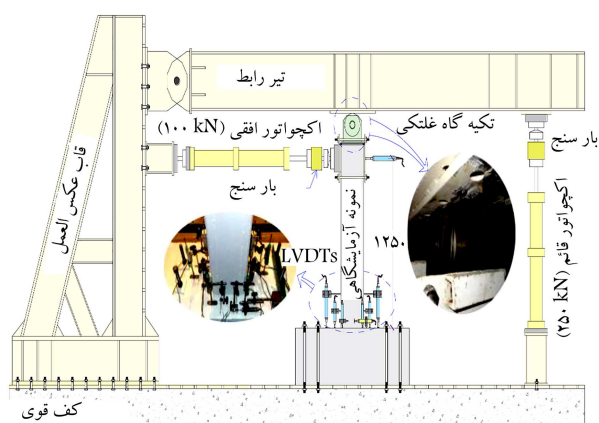 تیر رابط
اکچواتور افقی (۱۰۰ kN)
تکیه گاه غلتکی
بار سنج
بار سنج
قاب عکس العمل
نمونه آزمایشگاهی
اکچواتور قائم (۲۵۰ kN)
۱۲۵۰
LVDTs
کف قوی